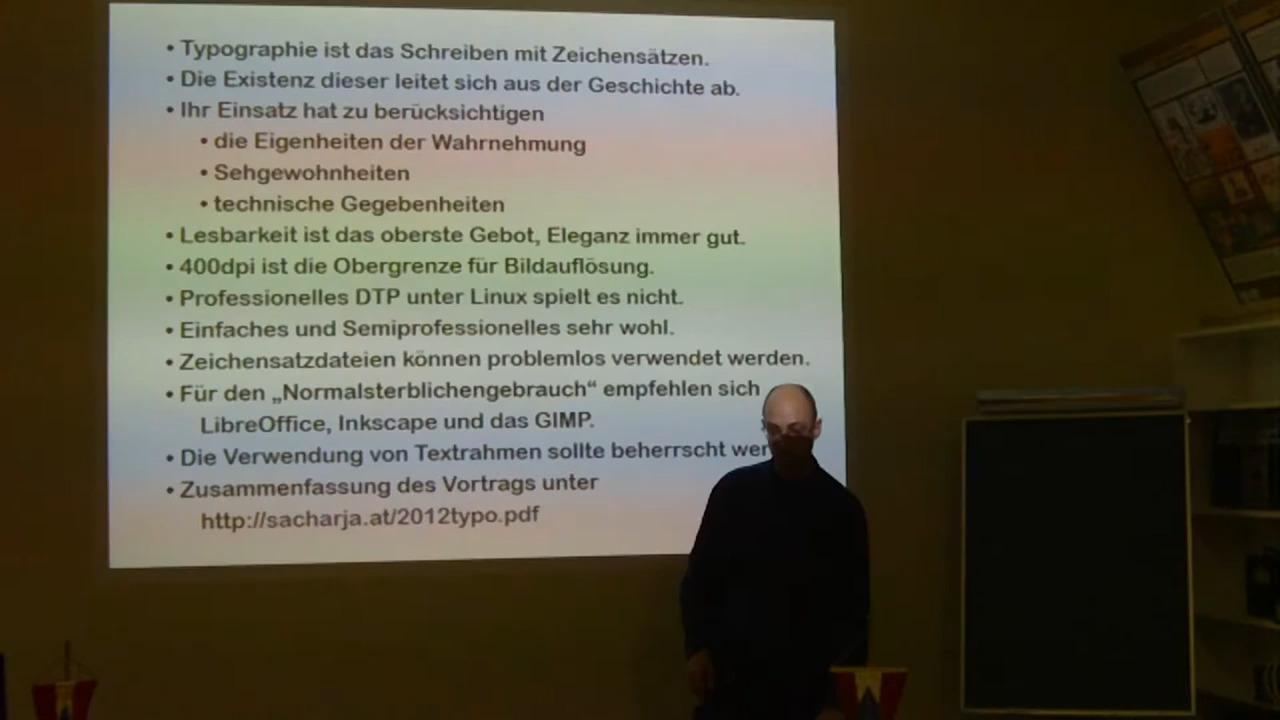 • Typographie ist das Schreiben mit Zeichensätzen.
• Die Existenz dieser leitet sich aus der Geschichte ab.
• Ihr Einsatz hat zu berücksichtigen
• die Eigenheiten der Wahrnehmung
• Sehgewohnheiten
• technische Gegebenheiten
• Lesbarkeit ist das oberste Gebot, Eleganz immer gut.
• 400dpi ist die Obergrenze für Bildauflösung.
• Professionelles DTP unter Linux spielt es nicht.
• Einfaches und Semiprofessionelles sehr wohl.
• Zeichensatzdateien können problemlos verwendet werden.
• Für den „Normalsterblichengebrauch“ empfehlen sich
LibreOffice, Inkscape und das GIMP.
• Die Verwendung von Textrahmen sollte beherrscht wer
• Zusammenfassung des Vortrags unter
http://sacharja.at/2012typo.pdf